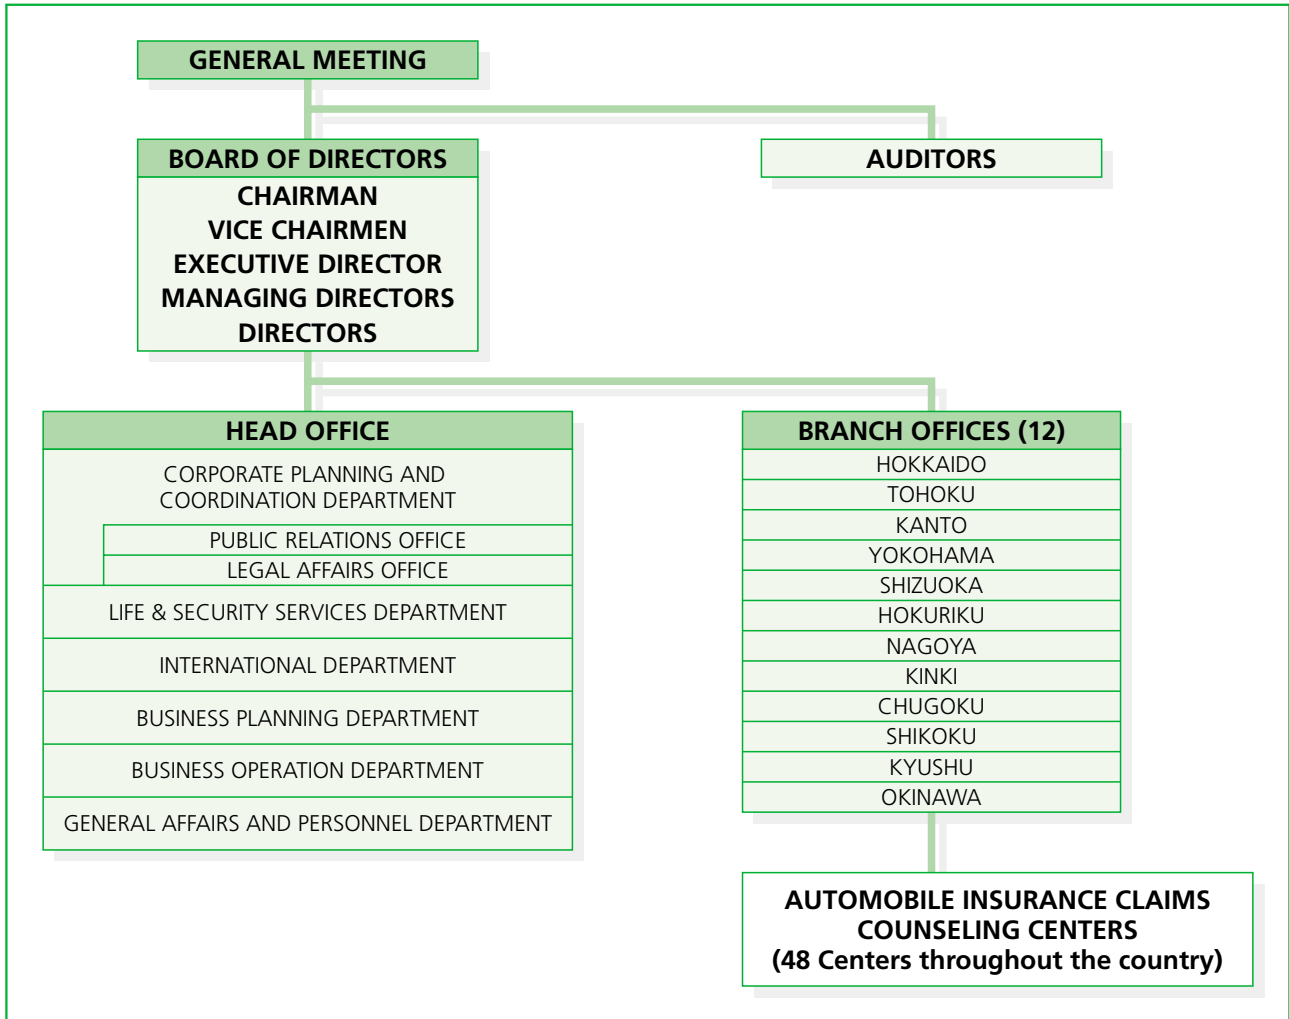 GENERAL MEETING
BOARD OF DIRECTORS
CHAIRMAN
VICE CHAIRMEN
EXECUTIVE DIRECTOR
MANAGING DIRECTORS
DIRECTORS
AUDITORS
HEAD OFFICE
CORPORATE PLANNING AND
COORDINATION DEPARTMENT
PUBLIC RELATIONS OFFICE
LEGAL AFFAIRS OFFICE
LIFE & SECURITY SERVICES DEPARTMENT
INTERNATIONAL DEPARTMENT
BUSINESS PLANNING DEPARTMENT
BUSINESS OPERATION DEPARTMENT
GENERAL AFFAIRS AND PERSONNEL DEPARTMENT
BRANCH OFFICES (12)
HOKKAIDO
TOHOKU
KANTO
YOKOHAMA
SHIZUOKA
HOKURIKU
NAGOYA
KINKI
CHUGOKU
SHIKOKU
KYUSHU
OKINAWA
AUTOMOBILE INSURANCE CLAIMS
COUNSELING CENTERS
(48 Centers throughout the country)